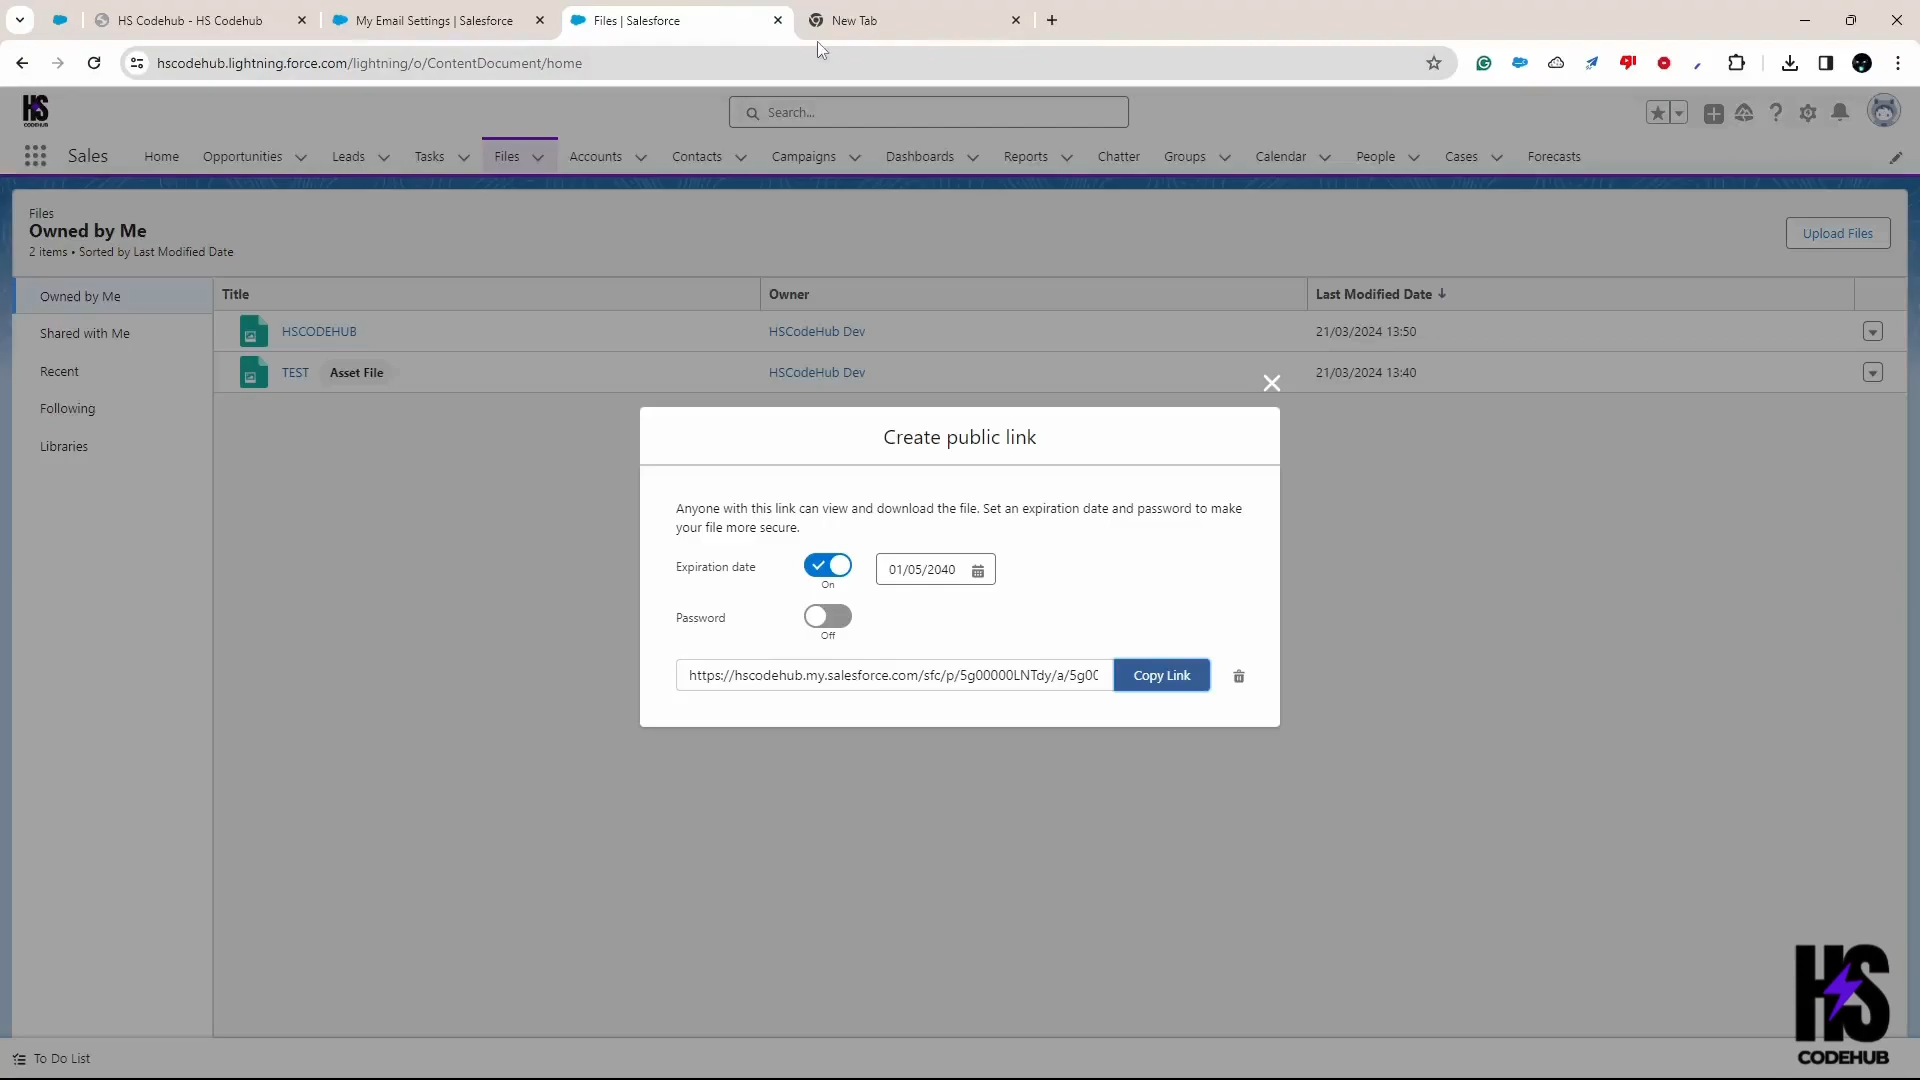 HS Codehub - HS Codehub
My Email Settings | Salesforce
Files | Salesforce
New Tab
hscodehub.lightning.force.com/lightning/o/ContentDocument/home
HS
CODEHUB
Search...
Sales
Home
Opportunities
Leads
Tasks
Files
Accounts
Contacts
Campaigns
Dashboards
Reports
Chatter
Groups
Calendar
People
Cases
Forecasts
Files
Owned by Me
2 items • Sorted by Last Modified Date
Upload Files
Owned by Me
Shared with Me
Recent
Following
Libraries
Title
Owner
Last Modified Date
HSCODEHUB
HSCodeHub Dev
21/03/2024 13:50
TEST
Asset File
HSCodeHub Dev
21/03/2024 13:40
Create public link
Anyone with this link can view and download the file. Set an expiration date and password to make
your file more secure.
Expiration date
On
01/05/2040
Password
Off
https://hscodehub.my.salesforce.com/sfc/p/5g00000LNTdy/a/5g00
Copy Link
To Do List
HS
CODEHUB